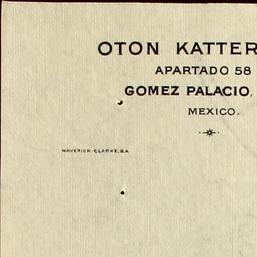 OTON KATTER
APARTADO 58
GOMEZ PALACIO,
MEXICO.
MAVERICK-CLARKE, S.A.